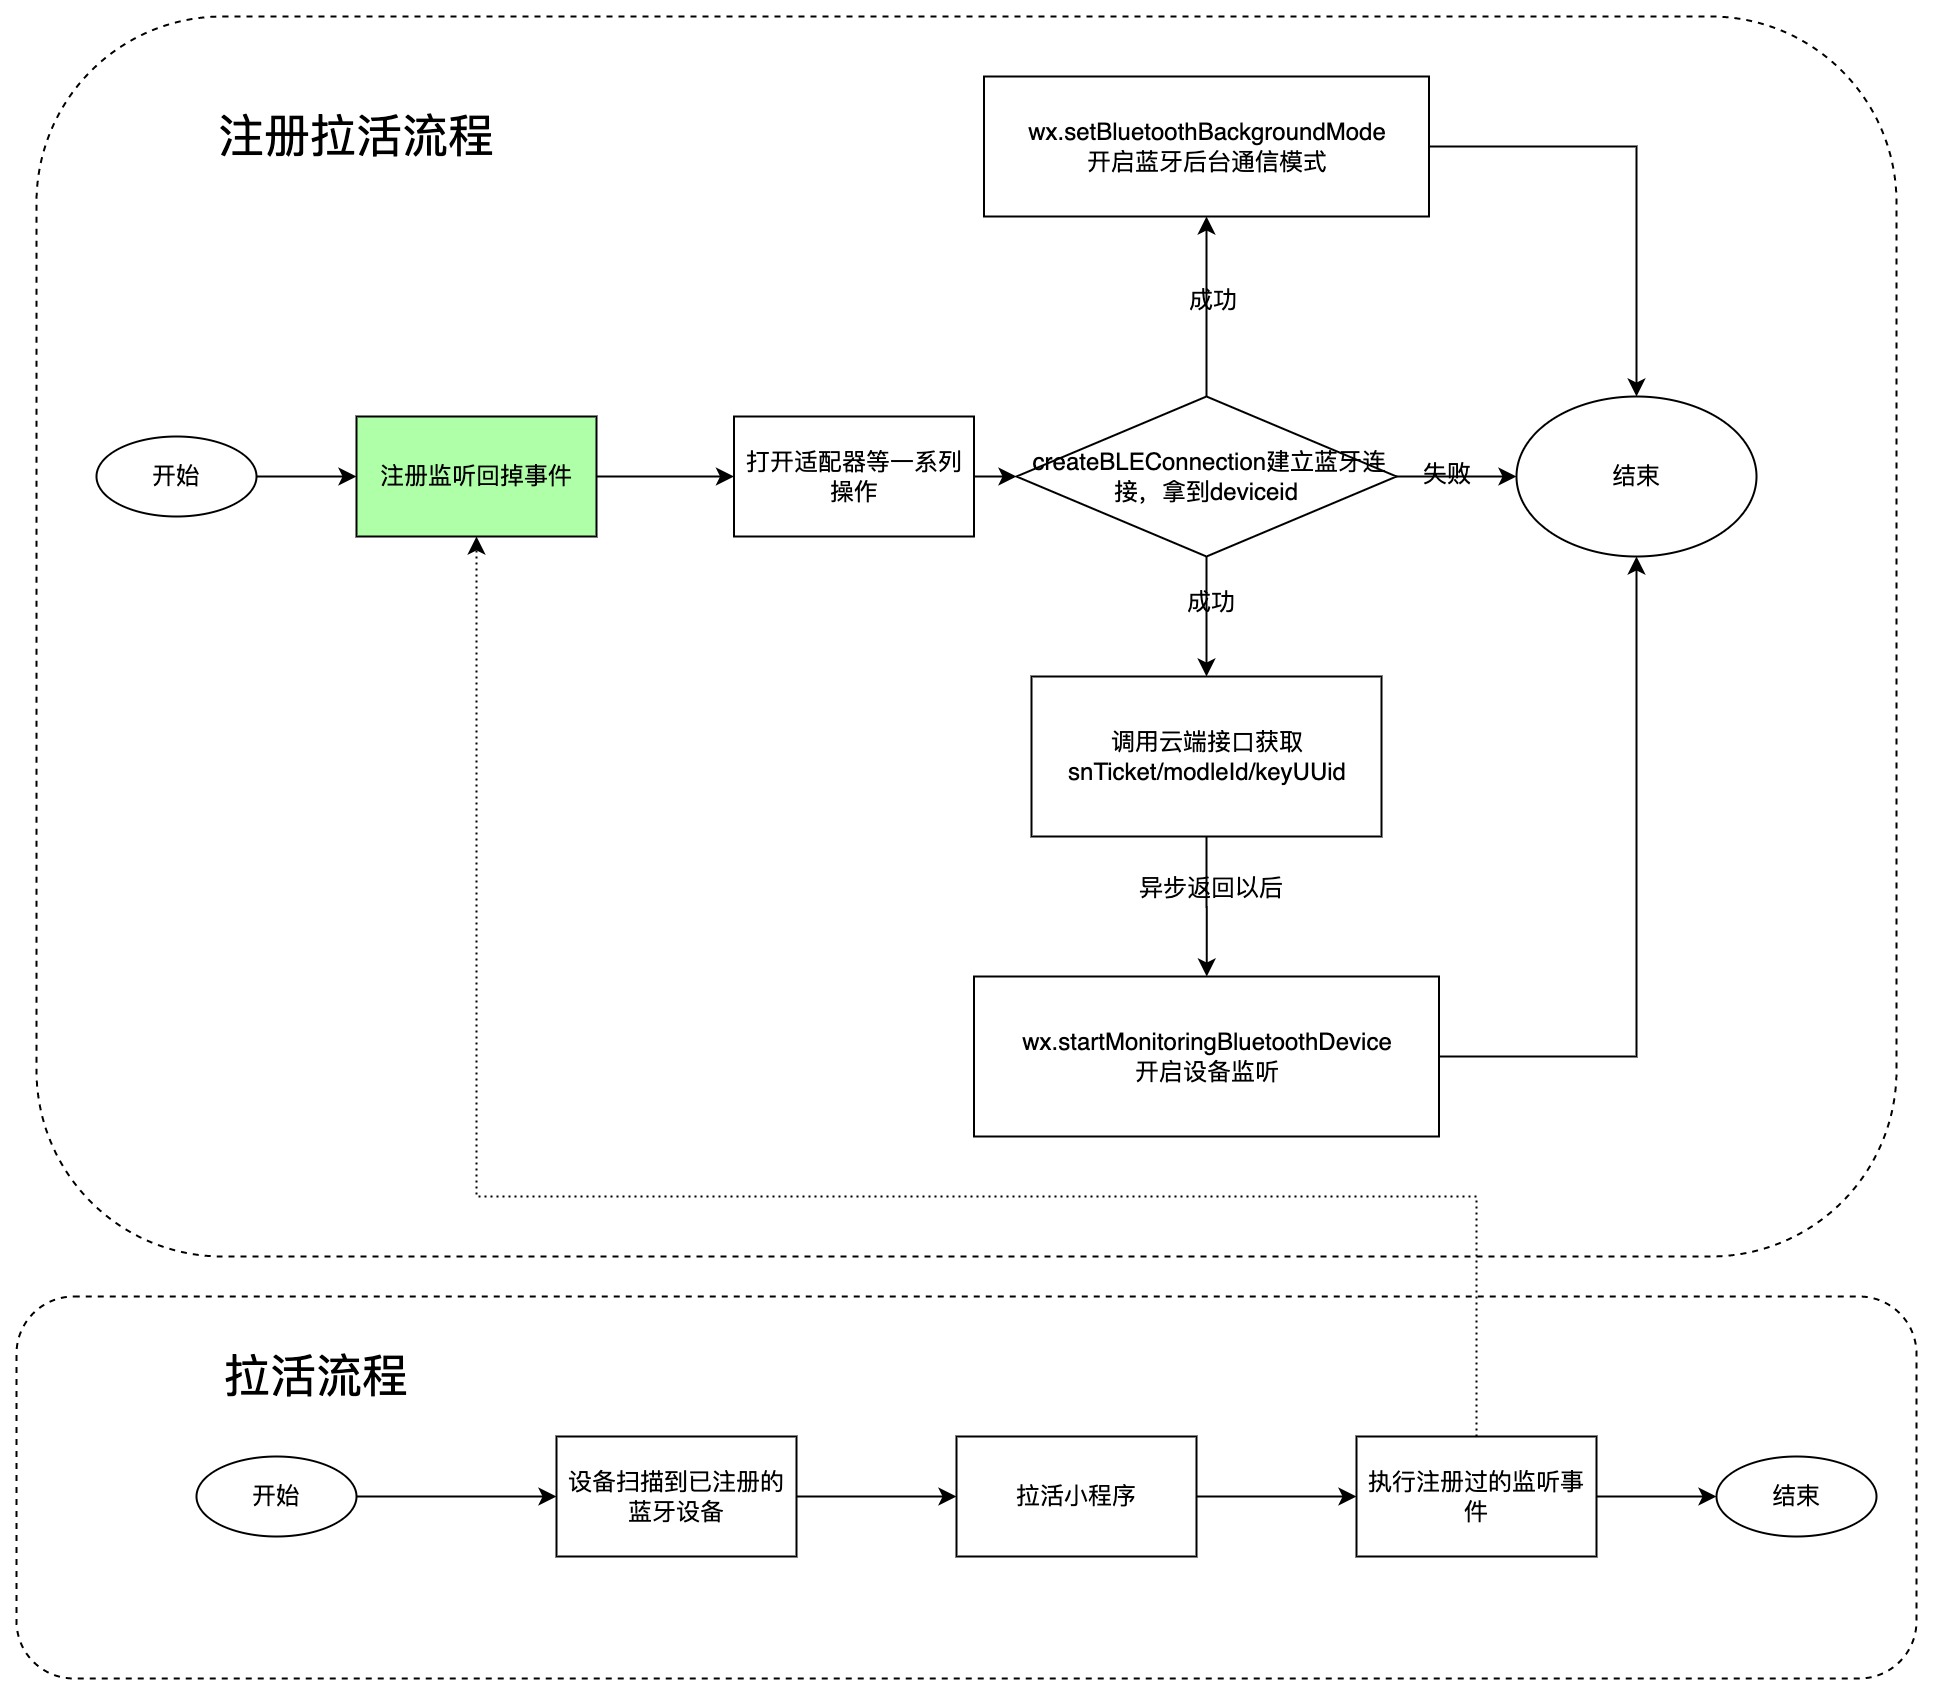 注册拉活流程
wx.setBluetoothBackgroundMode
开启蓝牙后台通信模式
成功
开始
注册监听回掉事件
打开适配器等一系列
操作
createBLEConnection建立蓝牙连
接，拿到deviceid
失败
结束
成功
调用云端接口获取
snTicket/modleId/keyUUid
异步返回以后
wx.startMonitoringBluetoothDevice
开启设备监听
拉活流程
开始
设备扫描到已注册的
蓝牙设备
拉活小程序
执行注册过的监听事
件
结束